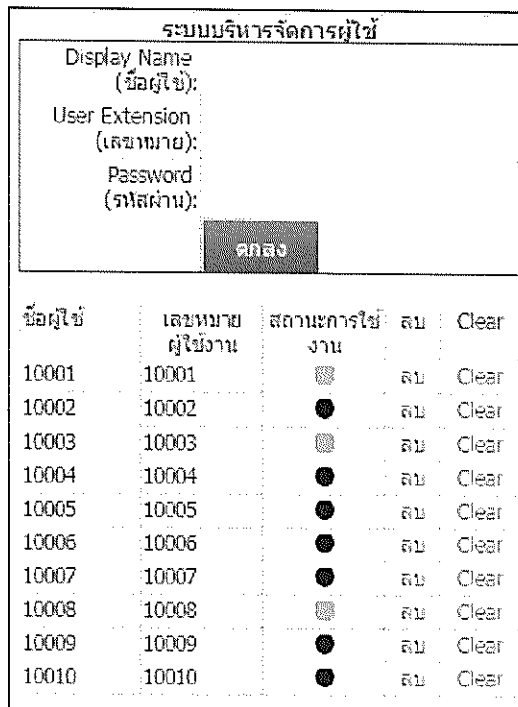 ระบบบริหารจัดการผู้ใช้
Display Name
(ชื่อผู้ใช้):
User Extension
(เลขหมาย):
Password
(รหัสผ่าน):
ตกลง
ชื่อผู้ใช้ เลขหมาย สถานะการใช้ ลบ Clear
ผู้ใช้งาน งาน
10001 10001 ลบ Clear
10002 10002 ลบ Clear
10003 10003 ลบ Clear
10004 10004 ลบ Clear
10005 10005 ลบ Clear
10006 10006 ลบ Clear
10007 10007 ลบ Clear
10008 10008 ลบ Clear
10009 10009 ลบ Clear
10010 10010 ลบ Clear